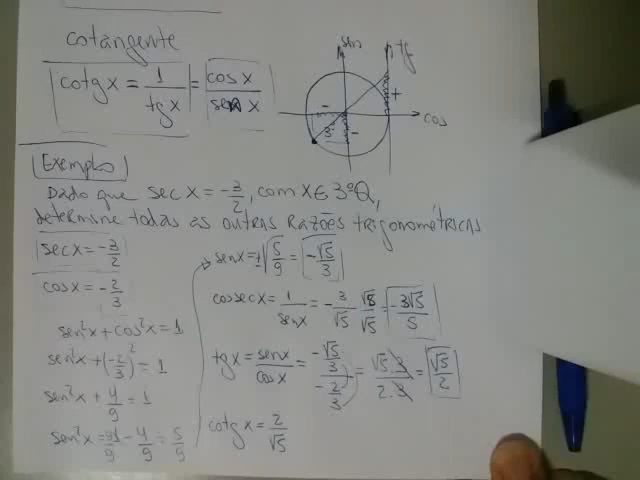 cotangente
cotg x = 1/tg x = cos x/sen x
sen
tg
+
-
cos
3
-
Exemplo
Dado que sec x = -3/2, com x ∈ 3ºQ,
determine todas as outras razões trigonométricas
sec x = -3/2
cos x = -2/3
sen²x + cos²x = 1
sen²x + (-2/3)² = 1
sen²x + 4/9 = 1
sen²x = 9/9 - 4/9 = 5/9
sen x = ±√5/9 = -√5/3
cossec x = 1/sen x = -3/√5 √5/√5 = -3√5/5
tg x = sen x/cos x = (-√5/3)/(-2/3) = √5.3/2.3 = √5/2
cotg x = 2/√5